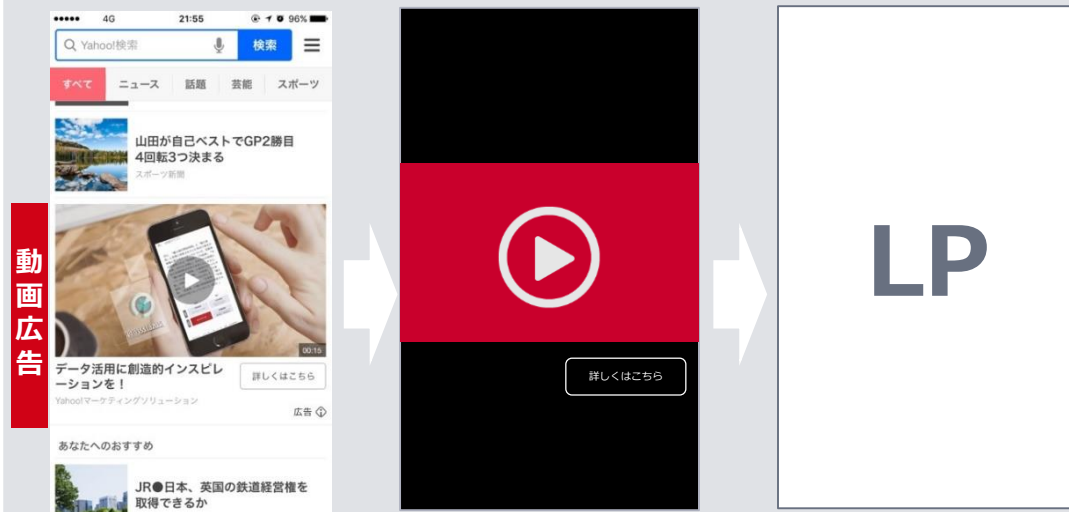 動画広告
4G 21:55 96%
Yahoo!検索 検索
すべて ニュース 話題 芸能 スポーツ
山田が自己ベストでGP2勝目
4回転3つ決まる
スポーツ新聞
00:15
データ活用に創造的インスピレ
ーションを！
詳しくはこちら
Yahoo!マーケティングソリューション
広告
あなたへのおすすめ
JR●日本、英国の鉄道経営権を
取得できるか
詳しくはこちら
LP